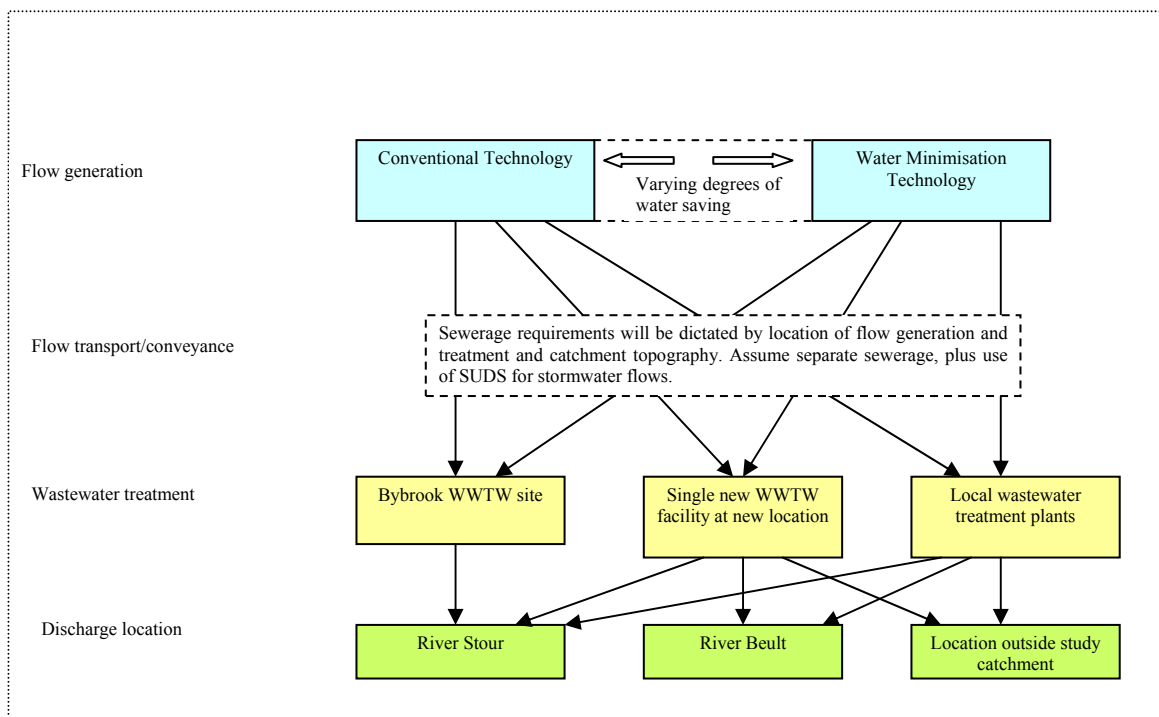 Flow generation
Conventional Technology
Varying degrees of
water saving
Water Minimisation
Technology
Flow transport/conveyance
Sewerage requirements will be dictated by location of flow generation and
treatment and catchment topography. Assume separate sewerage, plus use
of SUDS for stormwater flows.
Wastewater treatment
Bybrook WWTW site
Single new WWTW
facility at new location
Local wastewater
treatment plants
Discharge location
River Stour
River Beult
Location outside study
catchment